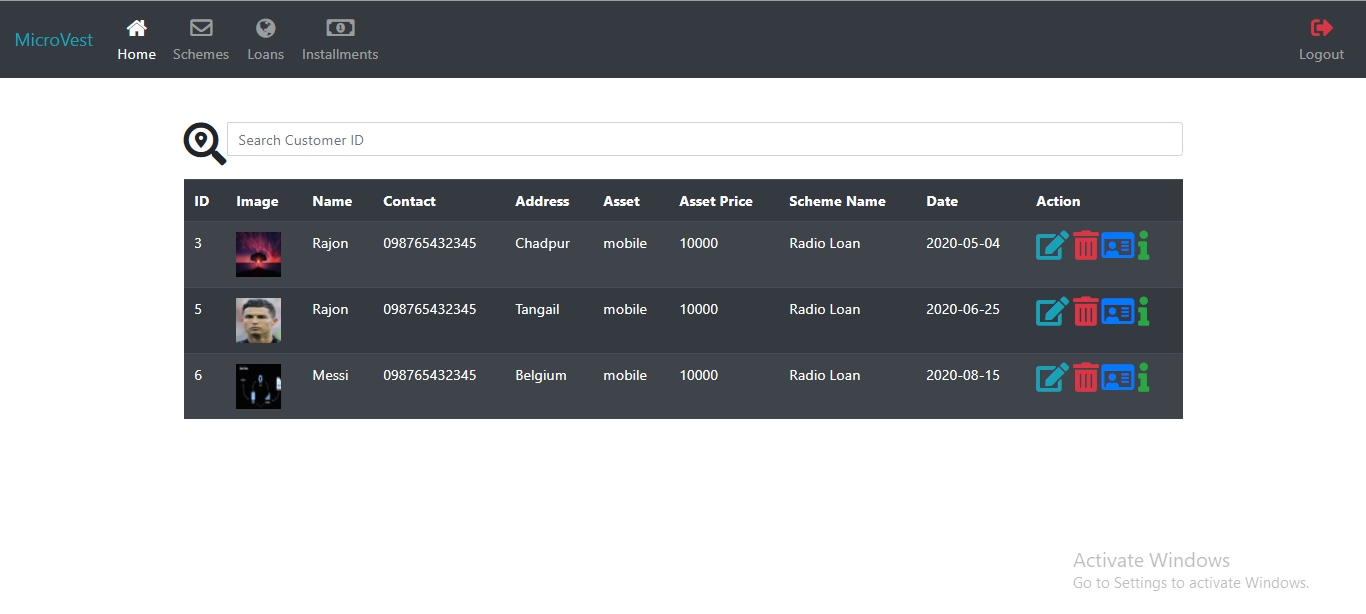 MicroVest
Home
Schemes
Loans
Installments
Logout
Search Customer ID
ID Image Name Contact Address Asset Asset Price Scheme Name Date Action
3 Rajon 098765432345 Chadpur mobile 10000 Radio Loan 2020-05-04
5 Rajon 098765432345 Tangail mobile 10000 Radio Loan 2020-06-25
6 Messi 098765432345 Belgium mobile 10000 Radio Loan 2020-08-15
Activate Windows
Go to Settings to activate Windows.